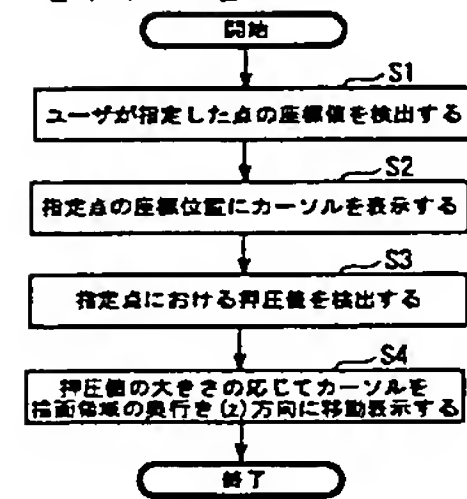 開始
S1
ユーザが指定した点の座標値を検出する
S2
指定点の座標位置にカーソルを表示する
S3
指定点における押圧値を検出する
S4
押圧値の大きさの応じてカーソルを
描画領域の奥行き(z)方向に移動表示する
終了